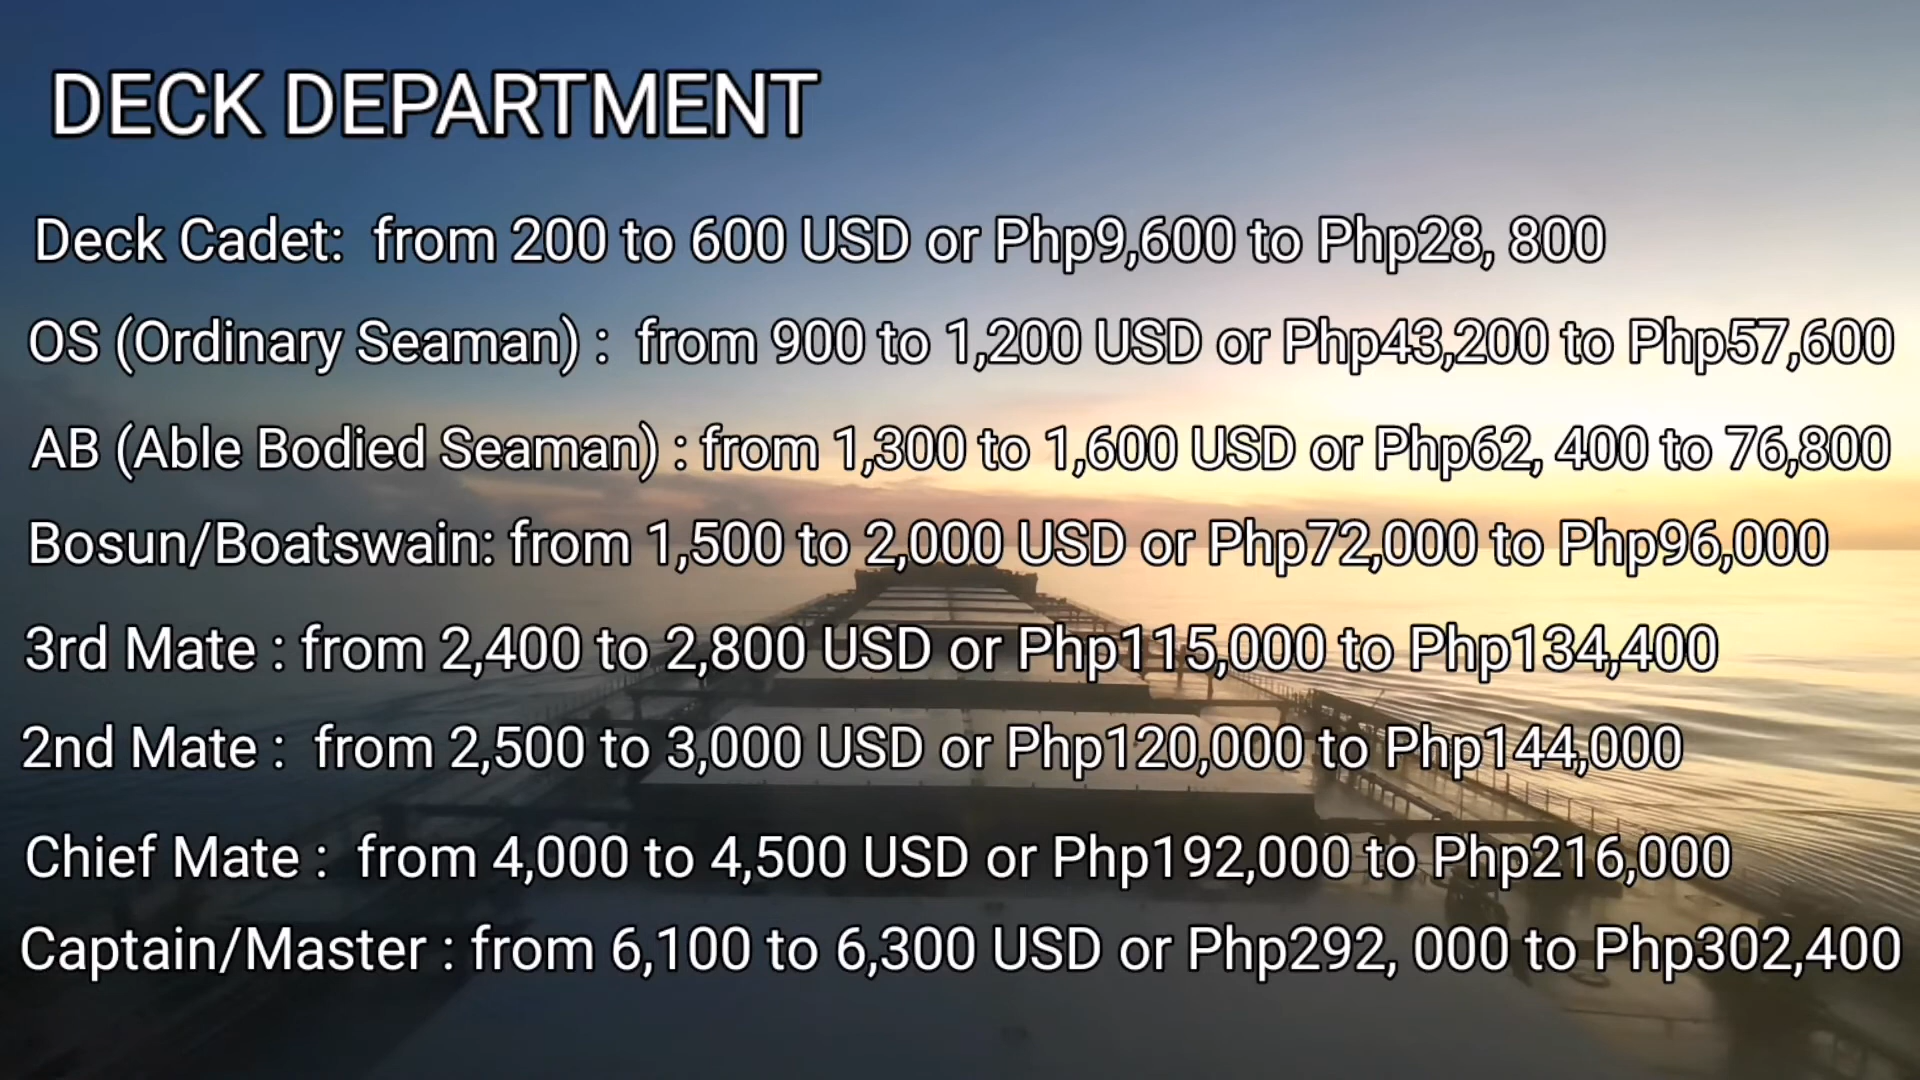 DECK DEPARTMENT
Deck Cadet: from 200 to 600 USD or Php9,600 to Php28, 800
OS (Ordinary Seaman) : from 900 to 1,200 USD or Php43,200 to Php57,600
AB (Able Bodied Seaman) : from 1,300 to 1,600 USD or Php62, 400 to 76,800
Bosun/Boatswain: from 1,500 to 2,000 USD or Php72,000 to Php96,000
3rd Mate : from 2,400 to 2,800 USD or Php115,000 to Php134,400
2nd Mate : from 2,500 to 3,000 USD or Php120,000 to Php144,000
Chief Mate : from 4,000 to 4,500 USD or Php192,000 to Php216,000
Captain/Master : from 6,100 to 6,300 USD or Php292, 000 to Php302,400